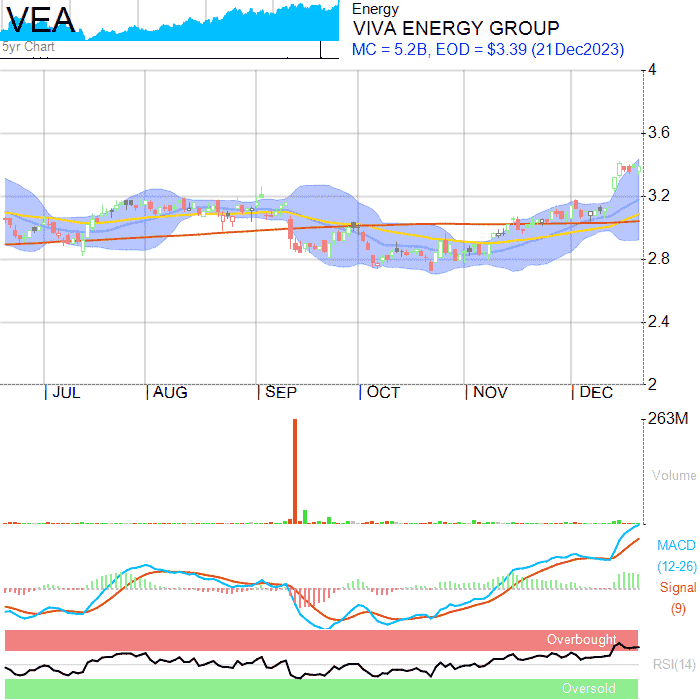 VEA
5yr Chart
Energy
VIVA ENERGY GROUP
MC = 5.2B, EOD = $3.39 (21Dec2023)
4
3.6
3.2
2.8
2.4
2
JUL
AUG
SEP
OCT
NOV
DEC
263M
Volume
MACD
(12-26)
Signal
(9)
Overbought
RSI(14)
Oversold